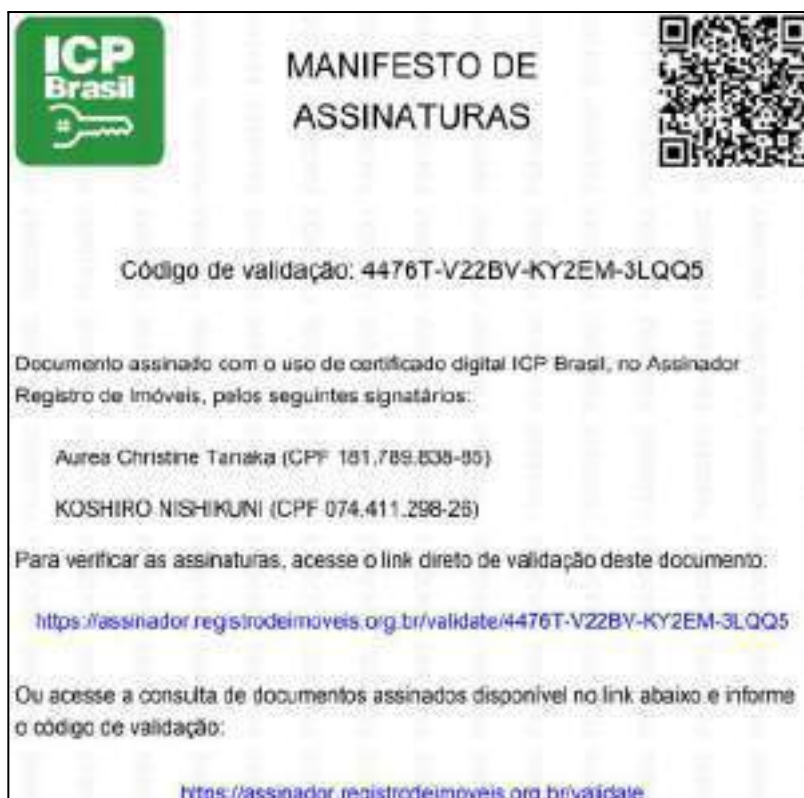 ICP
Brasil
MANIFESTO DE
ASSINATURAS
Código de validação: 4476T-V22BV-KY2EM-3LQQ5
Documento assinado com o uso de certificado digital ICP Brasil, no Assinador
Registro de Imóveis, pelos seguintes signatários:
Aurea Christine Tanaka (CPF 181.789.838-85)
KOSHIRO NISHIKUNI (CPF 074.411.298-26)
Para verificar as assinaturas, acesse o link direto de validação deste documento:
https://assinador.registrodeimoveis.org.br/validate/4476T-V22BV-KY2EM-3LQQ5
Ou acesse a consulta de documentos assinados disponível no link abaixo e informe
o código de validação:
https://assinador.registrodeimoveis.org.br/validate